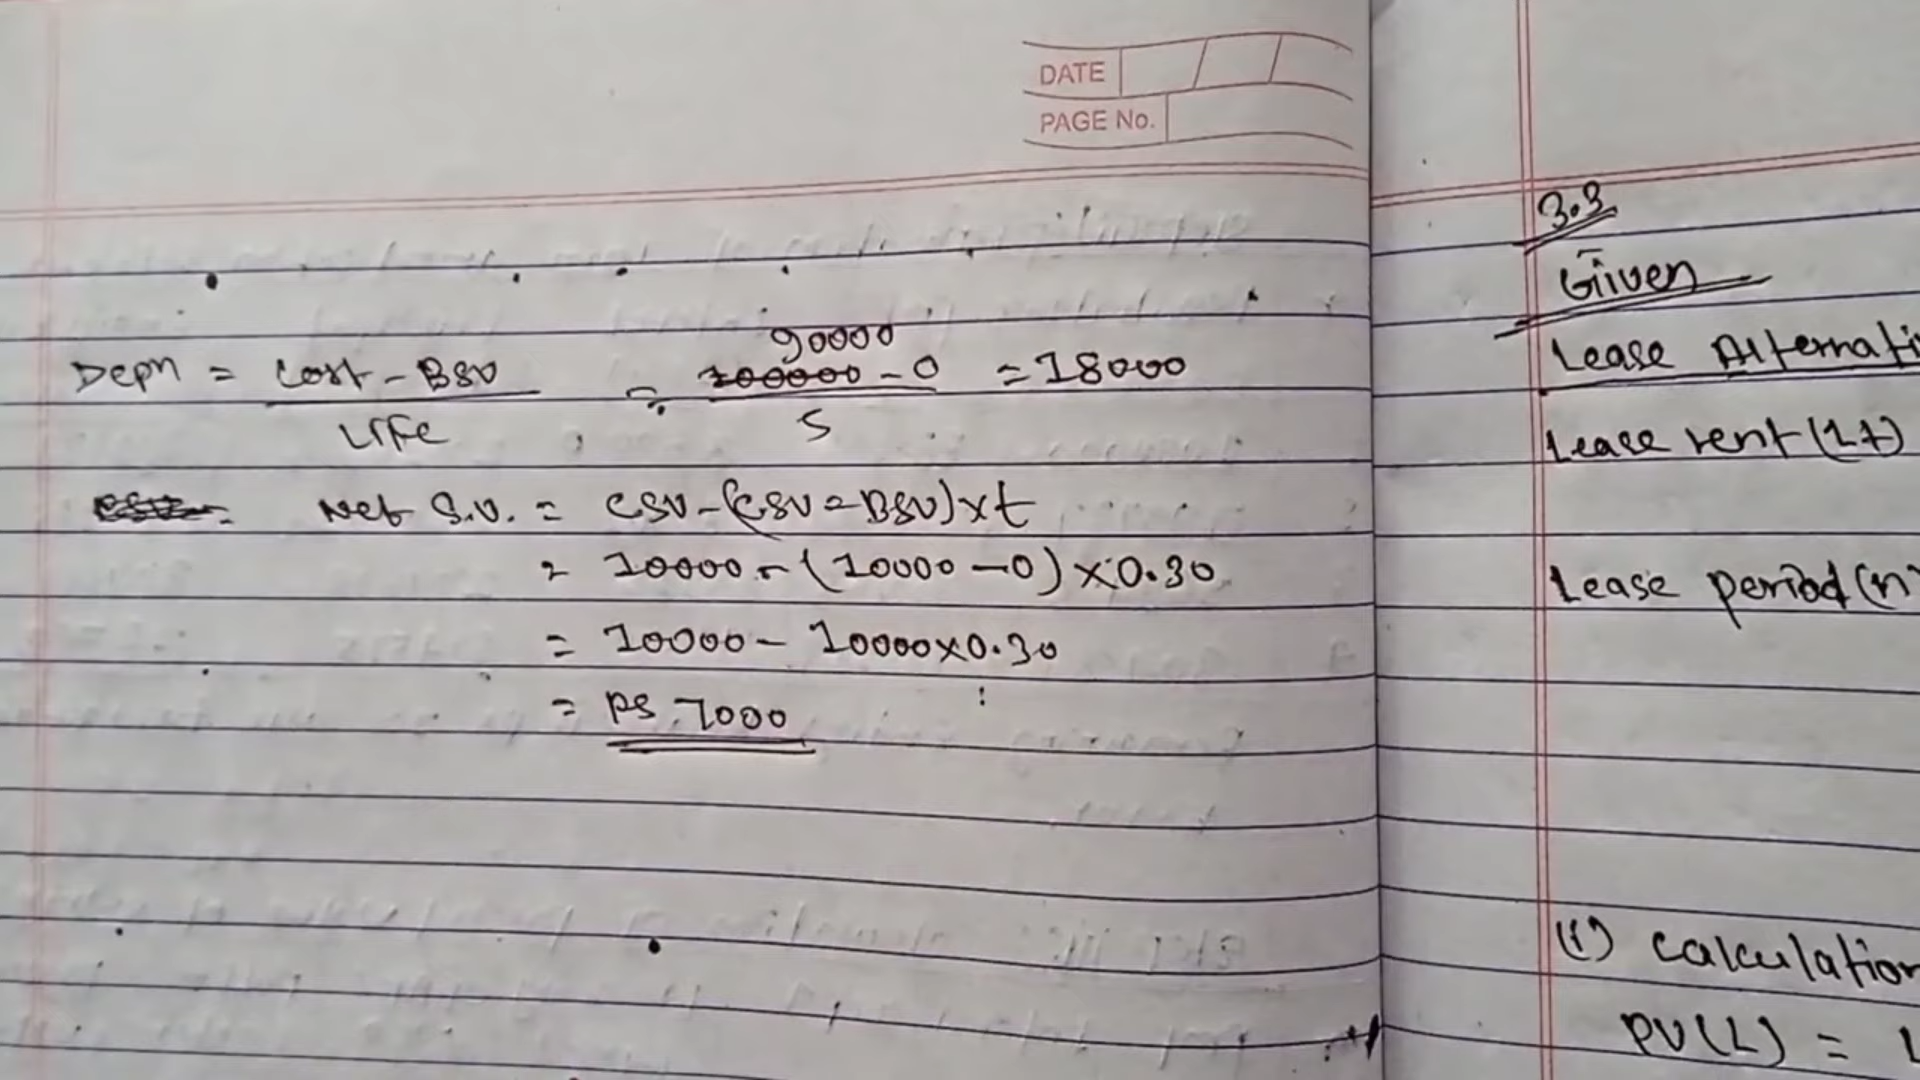 DATE
PAGE No.
90000
Depn = Cost - BSV = 100000 - 0 = 18000
Life 5
Net S.V. = CSV - (CSV - BSV) x t
= 10000 - (10000 - 0) x 0.30
= 10000 - 10000 x 0.30
= RS 7000
3.3
Given
Lease Alternati
Lease rent (Lt)
Lease period (n)
(i) Calculation
PV(L) = L